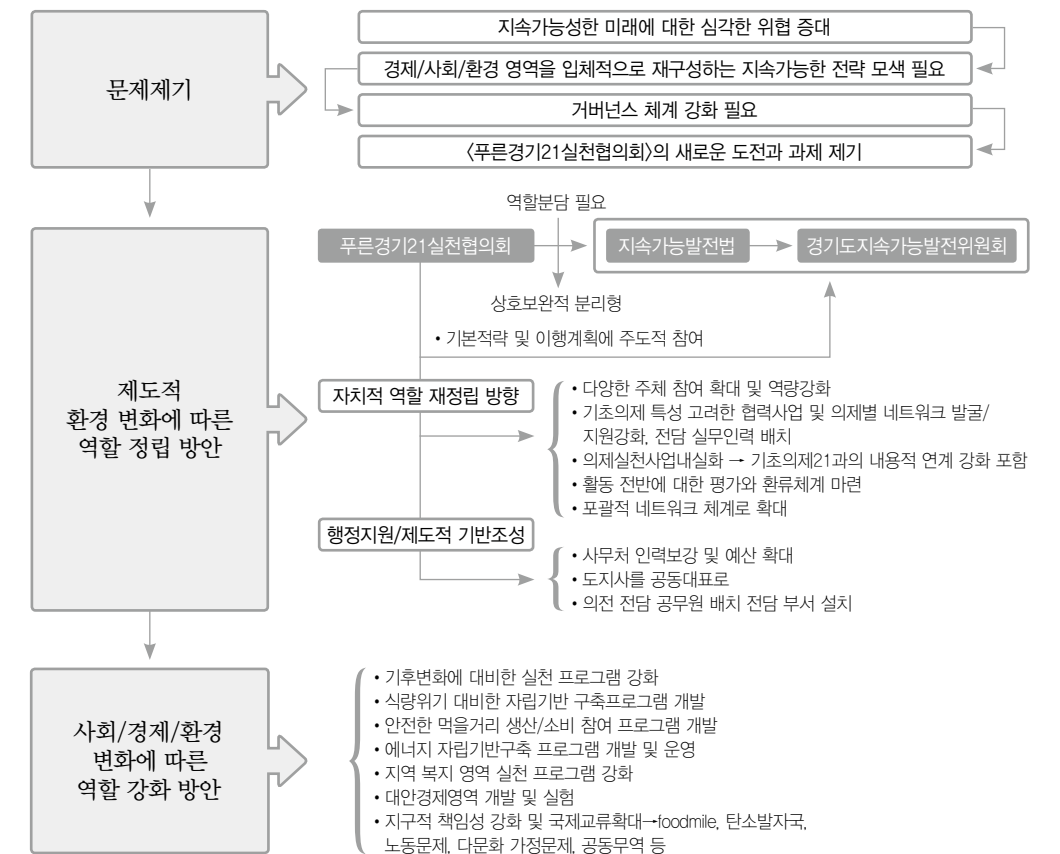 지속가능성한 미래에 대한 심각한 위협 증대
문제제기
경제/사회/환경 영역을 입체적으로 재구성하는 지속가능한 전략 모색 필요
거버넌스 체계 강화 필요
〈푸른경기21실천협의회〉의 새로운 도전과 과제 제기
역할분담 필요
푸른경기21실천협의회
지속가능발전법
경기도지속가능발전위원회
상호보완적 분리형
• 기본적략 및 이행계획에 주도적 참여
제도적
환경 변화에 따른
역할 정립 방안
자치적 역할 재정립 방향
• 다양한 주체 참여 확대 및 역량강화
• 기초의제 특성 고려한 협력사업 및 의제별 네트워크 발굴/
지원강화, 전담 실무인력 배치
• 의제실천사업내실화 → 기초의제21과의 내용적 연계 강화 포함
• 활동 전반에 대한 평가와 환류체계 마련
• 포괄적 네트워크 체계로 확대
행정지원/제도적 기반조성
• 사무처 인력보강 및 예산 확대
• 도지사를 공동대표로
• 의전 전담 공무원 배치 전담 부서 설치
사회/경제/환경
변화에 따른
역할 강화 방안
• 기후변화에 대비한 실천 프로그램 강화
• 식량위기 대비한 자립기반 구축프로그램 개발
• 안전한 먹을거리 생산/소비 참여 프로그램 개발
• 에너지 자립기반구축 프로그램 개발 및 운영
• 지역 복지 영역 실천 프로그램 강화
• 대안경제영역 개발 및 실험
• 지구적 책임성 강화 및 국제교류확대→foodmile, 탄소발자국,
노동문제, 다문화 가정문제, 공동무역 등